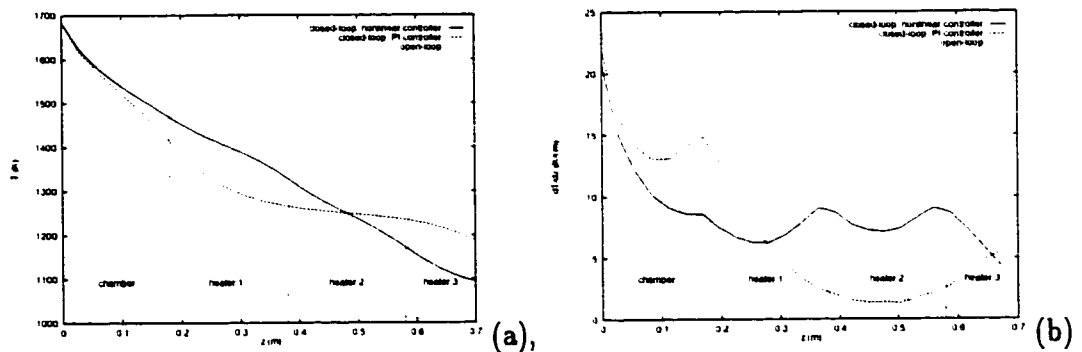 closed-loop nonlinear controller
closed-loop PI controller
open-loop
1700
1600
1500
1400
1300
1200
1100
1000
T (K)
chamber heater 1 heater 2 heater 3
0 0.1 0.2 0.3 0.4 0.5 0.6 0.7
z (m)
(a),
closed-loop nonlinear controller
closed-loop PI controller
open-loop
25
20
15
10
5
0
chamber heater 1 heater 2 heater 3
0 0.1 0.2 0.3 0.4 0.5 0.6 0.7
z (m)
(b)